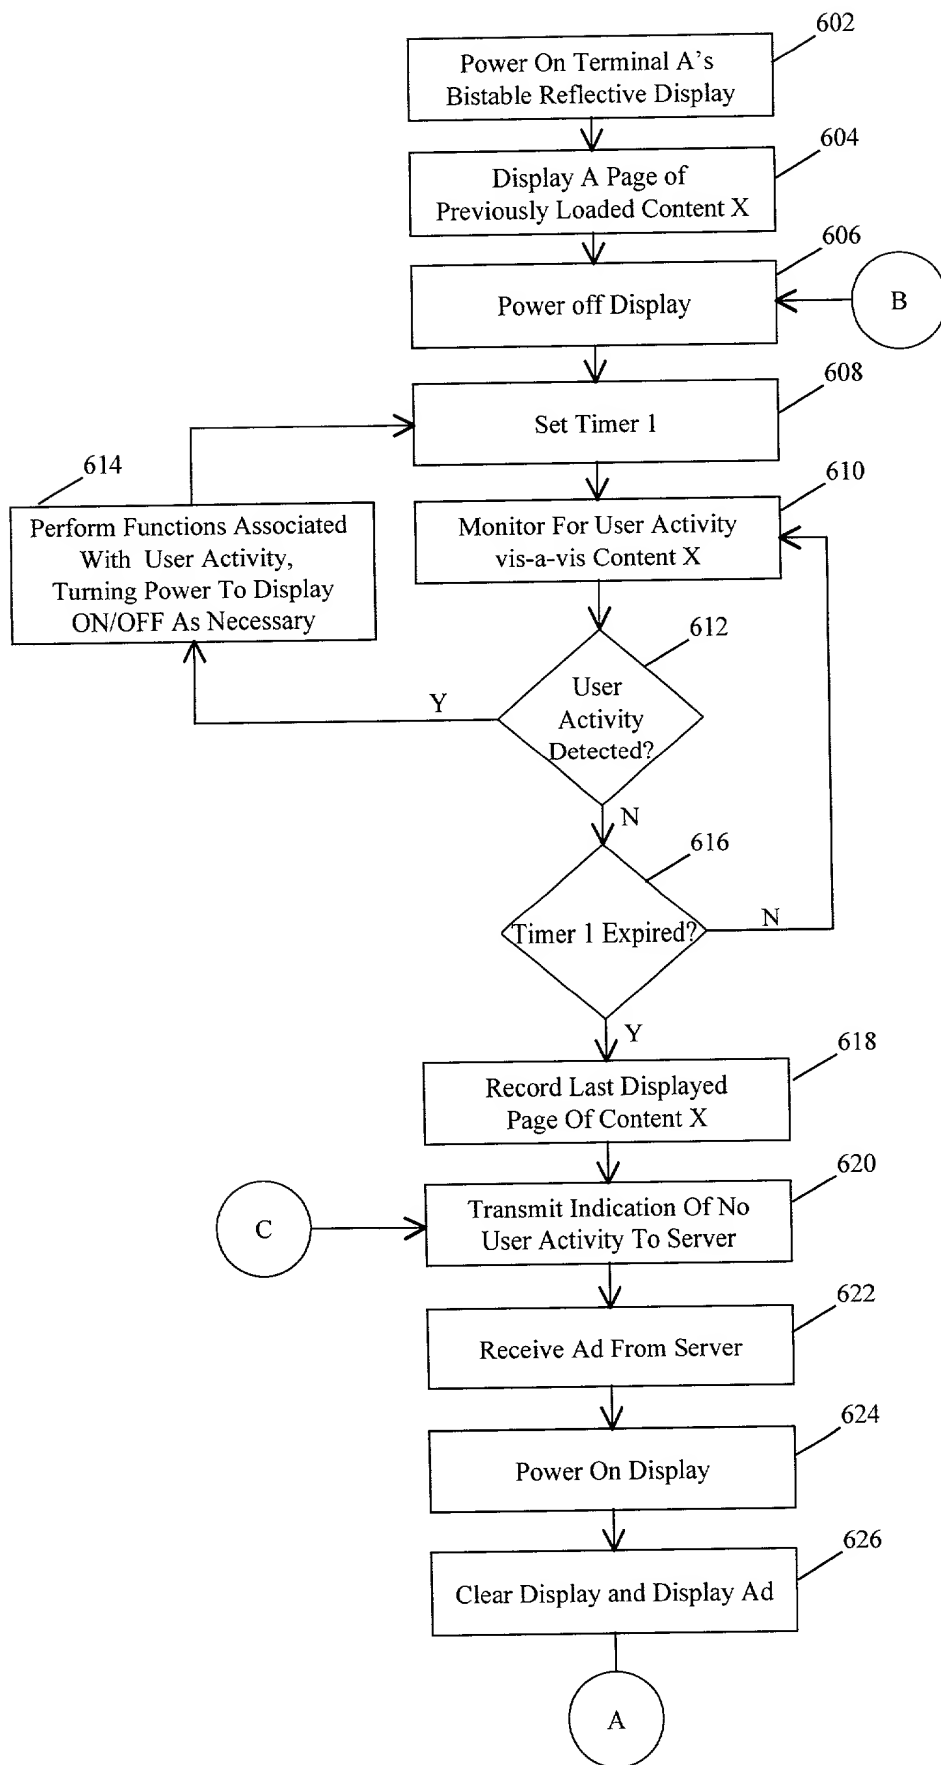 602
Power On Terminal A's
Bistable Reflective Display
604
Display A Page of
Previously Loaded Content X
606
Power off Display
B
608
Set Timer 1
614
Perform Functions Associated
With User Activity,
Turning Power To Display
ON/OFF As Necessary
610
Monitor For User Activity
vis-a-vis Content X
612
User
Activity
Detected?
Y
N
616
Timer 1 Expired?
N
Y
618
Record Last Displayed
Page Of Content X
620
C
Transmit Indication Of No
User Activity To Server
622
Receive Ad From Server
624
Power On Display
626
Clear Display and Display Ad
A